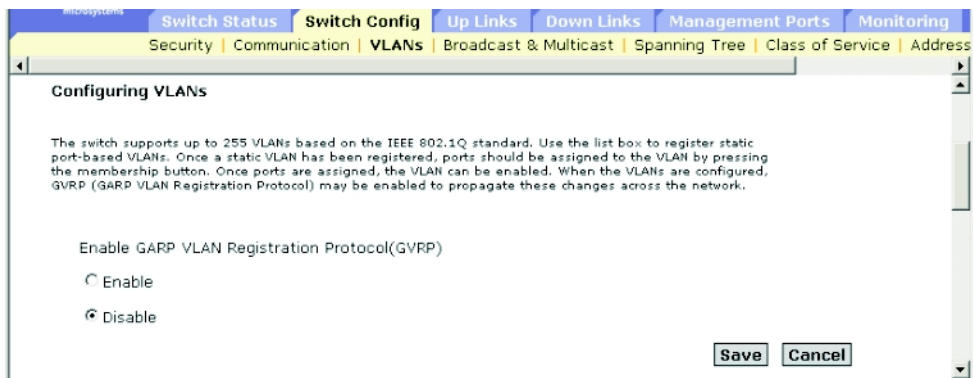 microsystems
Switch Status Switch Config Up Links Down Links Management Ports Monitoring
Security | Communication | VLANs | Broadcast & Multicast | Spanning Tree | Class of Service | Address
Configuring VLANs
The switch supports up to 255 VLANs based on the IEEE 802.1Q standard. Use the list box to register static
port-based VLANs. Once a static VLAN has been registered, ports should be assigned to the VLAN by pressing
the membership button. Once ports are assigned, the VLAN can be enabled. When the VLANs are configured,
GVRP (GARP VLAN Registration Protocol) may be enabled to propagate these changes across the network.
Enable GARP VLAN Registration Protocol(GVRP)
Enable
Disable
Save Cancel